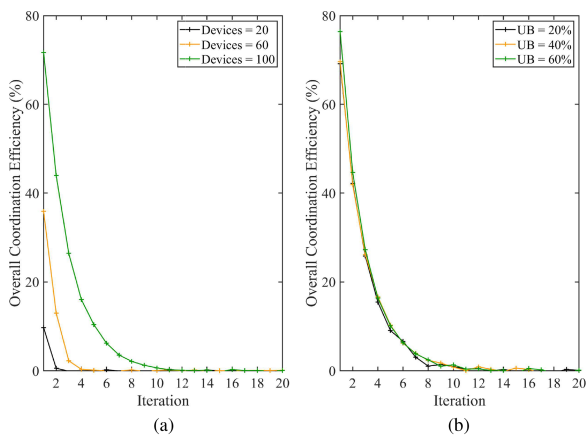 80
60
40
20
0
Overall Coordination Efficiency (%)
Devices = 20
Devices = 60
Devices = 100
2 4 6 8 10 12 14 16 18 20
Iteration
(a)
80
60
40
20
0
Overall Coordination Efficiency (%)
UB = 20%
UB = 40%
UB = 60%
2 4 6 8 10 12 14 16 18 20
Iteration
(b)